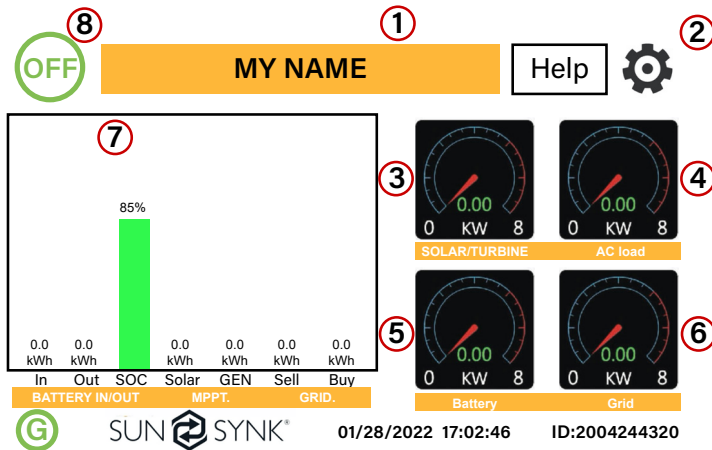 8
1
2
OFF
MY NAME
Help
7
85%
0.0 0.0 0.0 0.0 0.0 0.0
kWh kWh kWh kWh kWh kWh
In Out SOC Solar GEN Sell Buy
BATTERY IN/OUT MPPT. GRID.
3
0.00
0 KW 8
SOLAR/TURBINE
4
0.00
0 KW 8
AC load
5
0.00
0 KW 8
Battery
6
0.00
0 KW 8
Grid
G
SUN SYNK®
01/28/2022 17:02:46 ID:2004244320